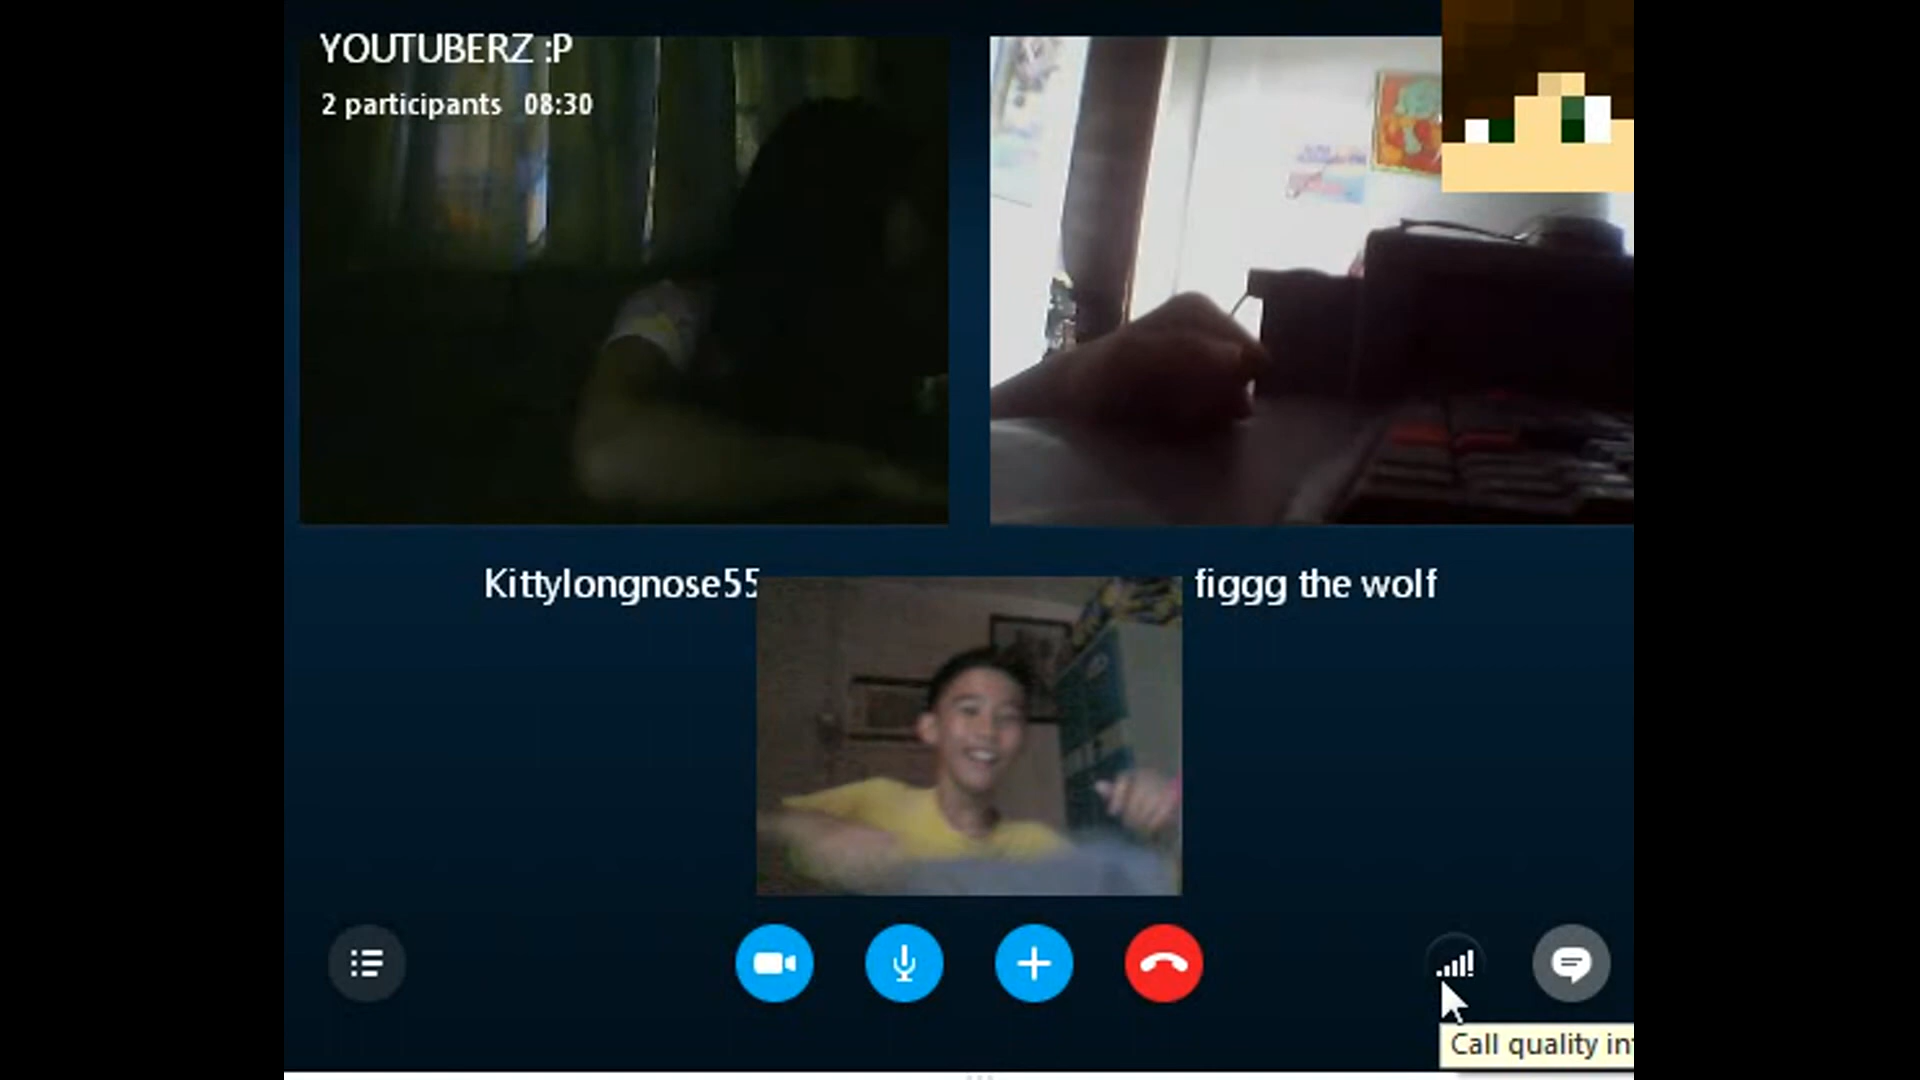 YOUTUBERZ :P
2 participants 08:30
Kittylongnose55
figgg the wolf
Call quality in